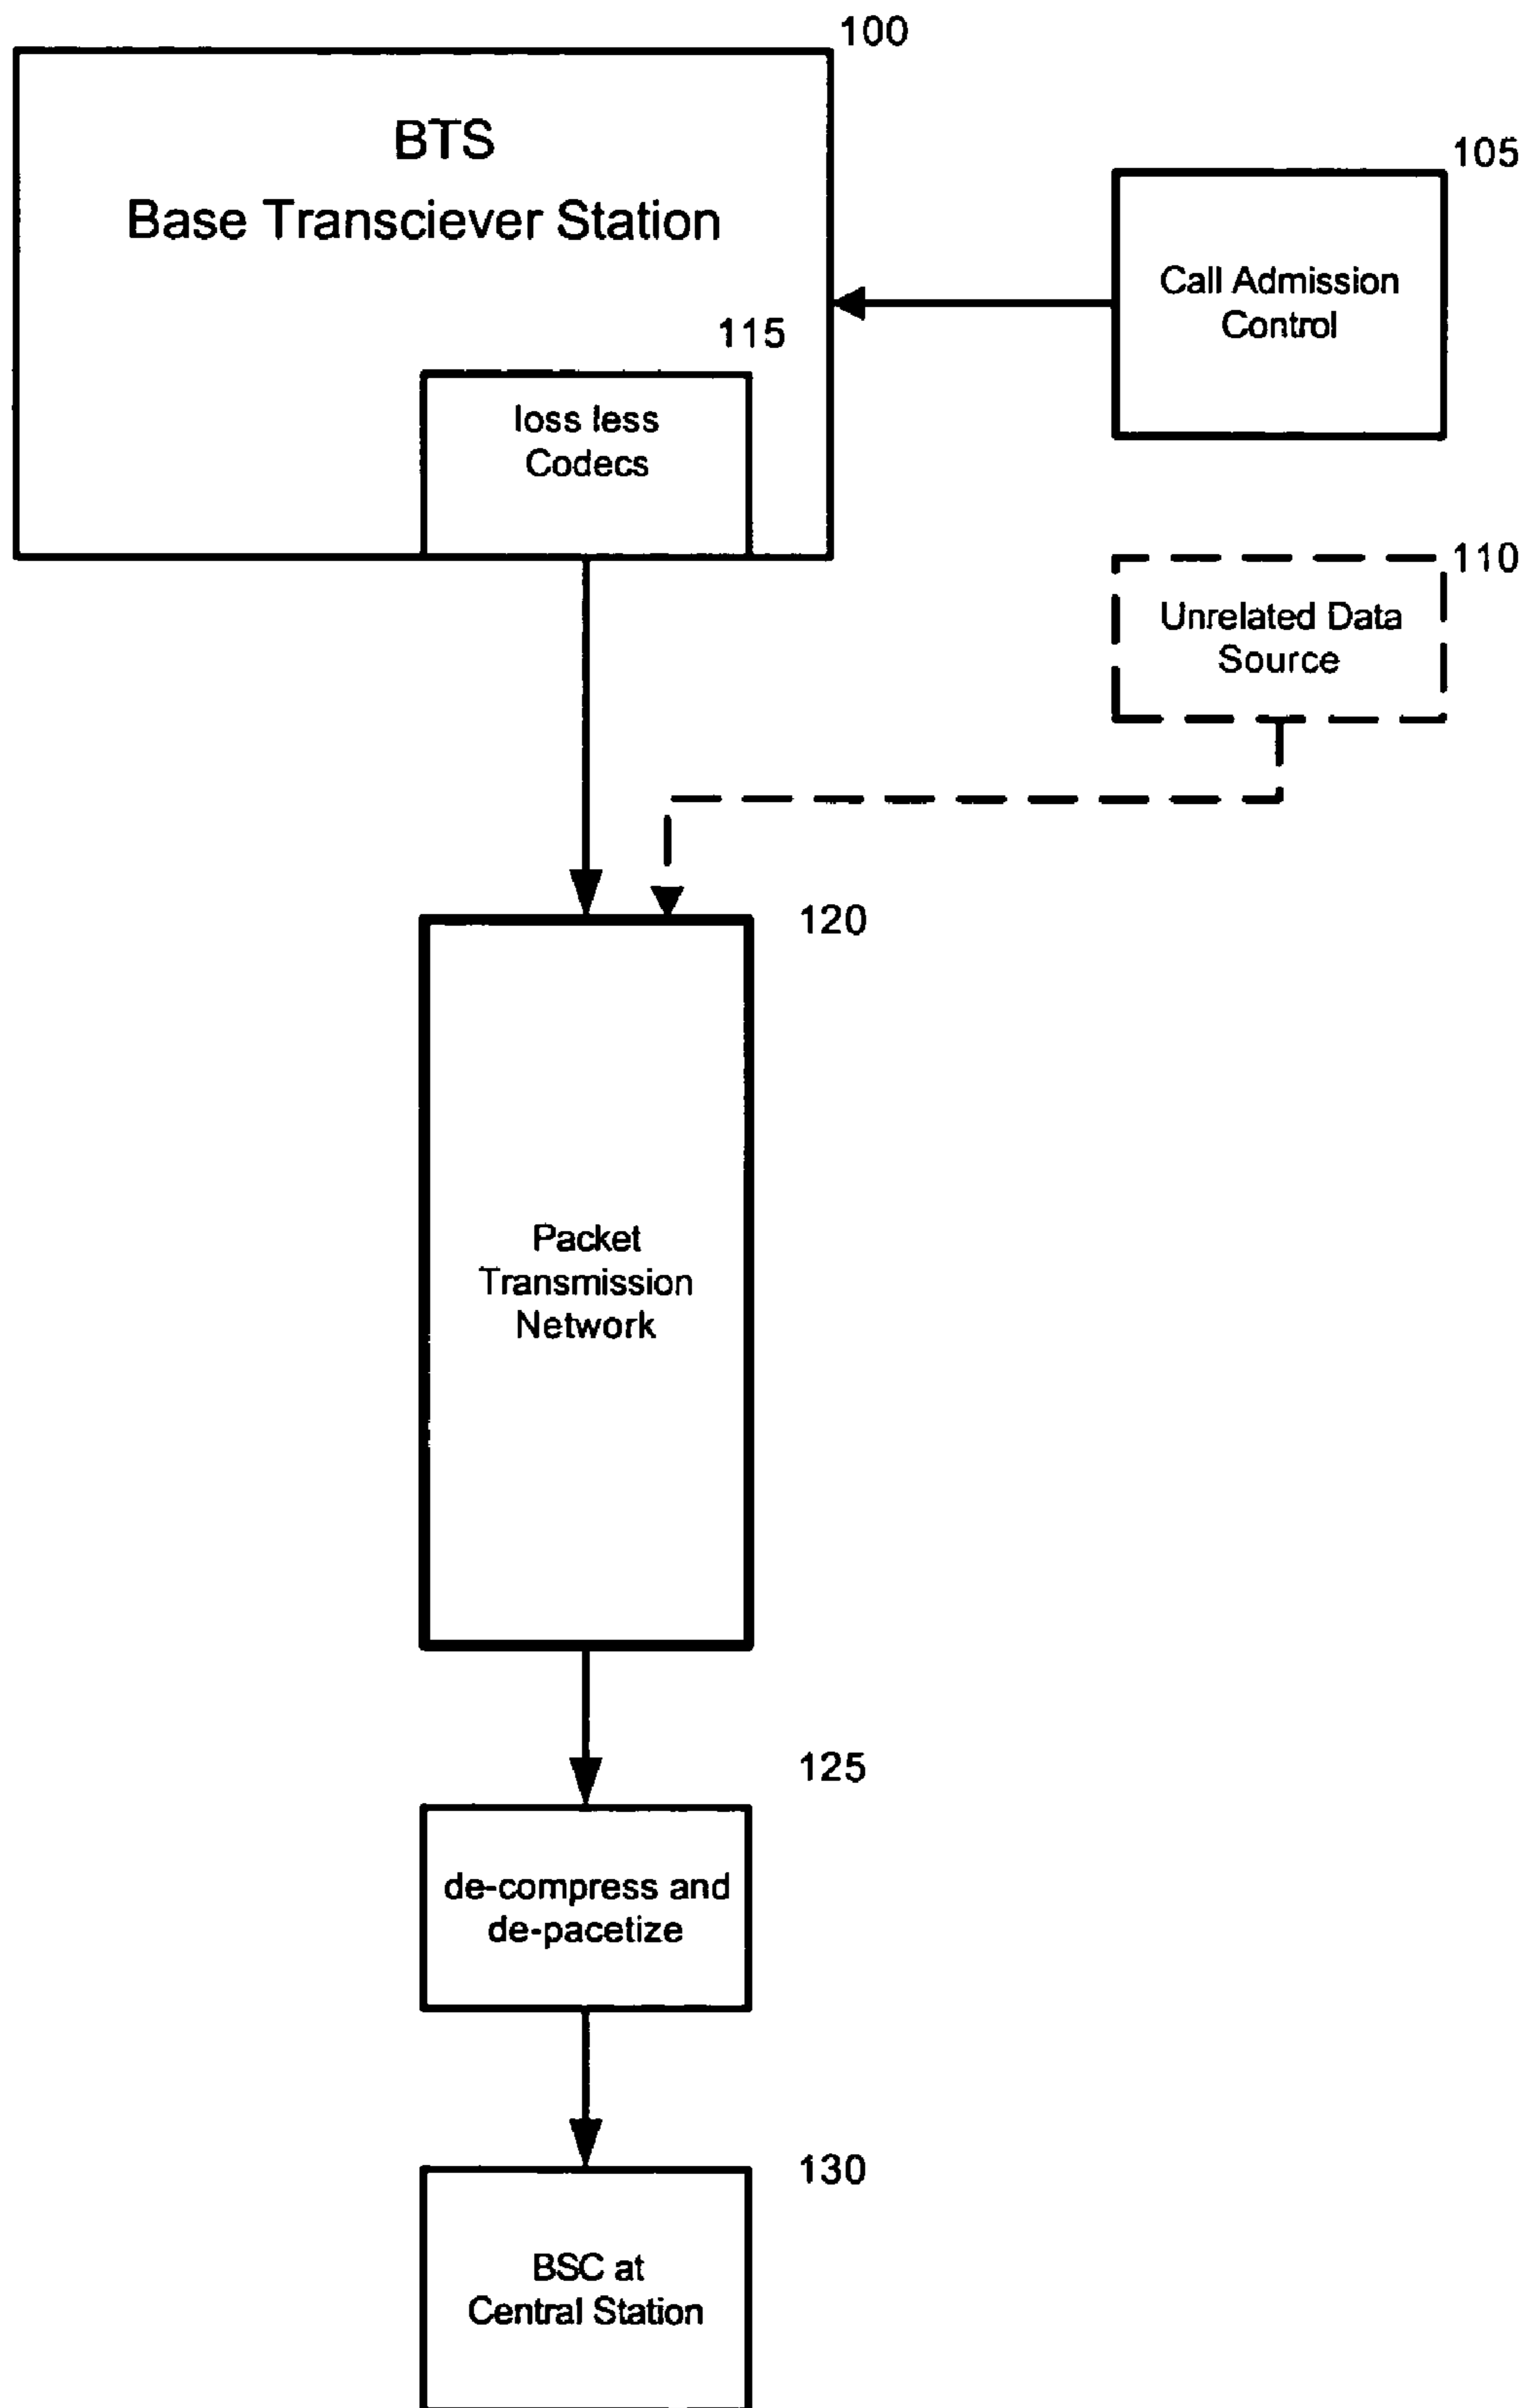 100
BTS
Base Transciever Station
105
Call Admission
Control
115
loss less
Codecs
110
Unrelated Data
Source
120
Packet
Transmission
Network
125
de-compress and
de-pacetize
130
BSC at
Central Station